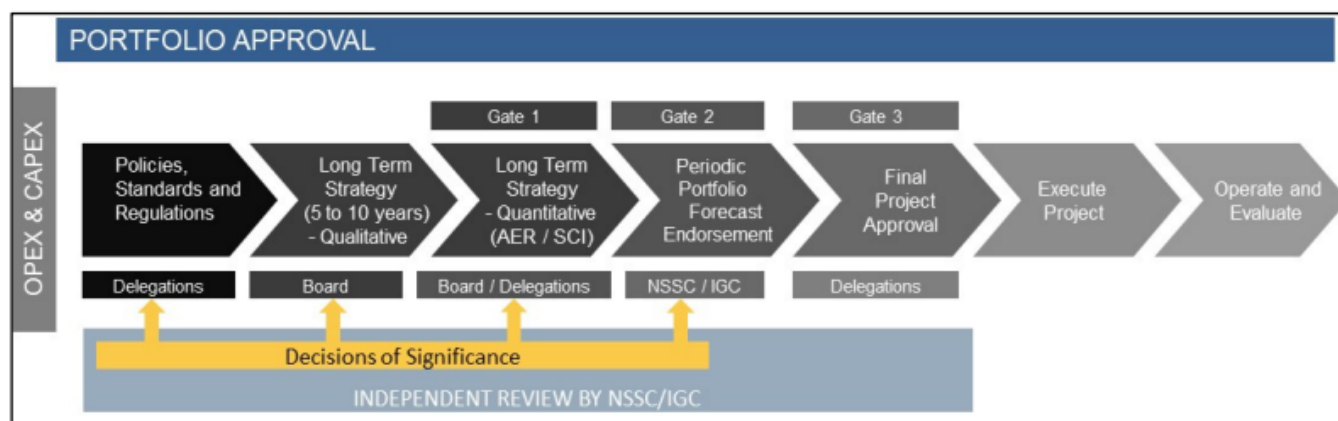 PORTFOLIO APPROVAL
OPEX & CAPEX
Gate 1
Gate 2
Gate 3
Policies,
Standards and
Regulations
Long Term
Strategy
(5 to 10 years)
- Qualitative
Long Term
Strategy
- Quantitative
(AER / SCI)
Periodic
Portfolio
Forecast
Endorsement
Final
Project
Approval
Execute
Project
Operate and
Evaluate
Delegations
Board
Board / Delegations
NSSC / IGC
Delegations
Decisions of Significance
INDEPENDENT REVIEW BY NSSC/IGC